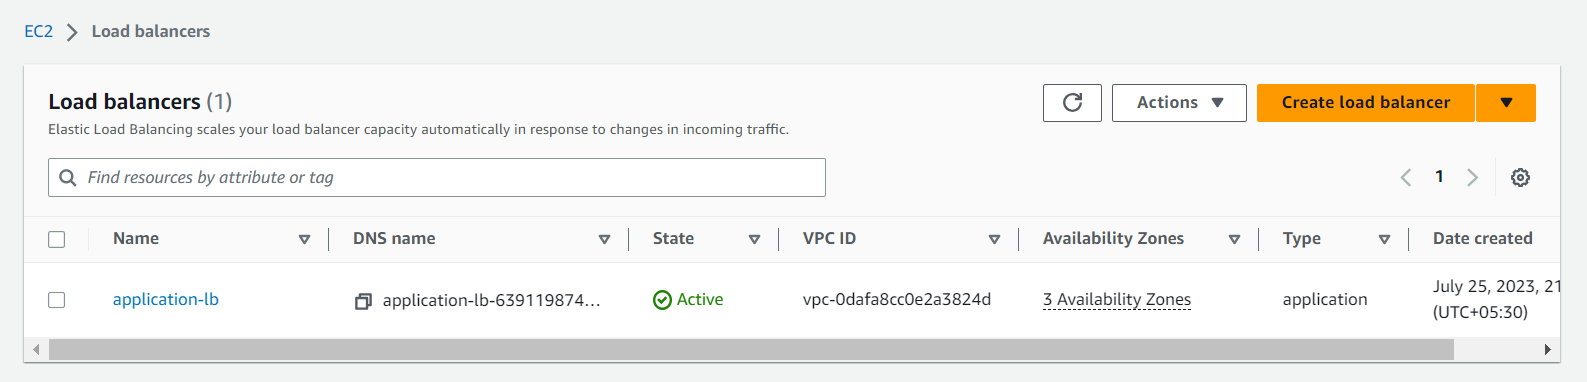 EC2 > Load balancers
Load balancers (1)
Actions
Create load balancer
Elastic Load Balancing scales your load balancer capacity automatically in response to changes in incoming traffic.
Find resources by attribute or tag
1
Name DNS name State VPC ID Availability Zones Type Date created
application-lb application-lb-639119874... Active vpc-0dafa8cc0e2a3824d 3 Availability Zones application July 25, 2023, 21
(UTC+05:30)